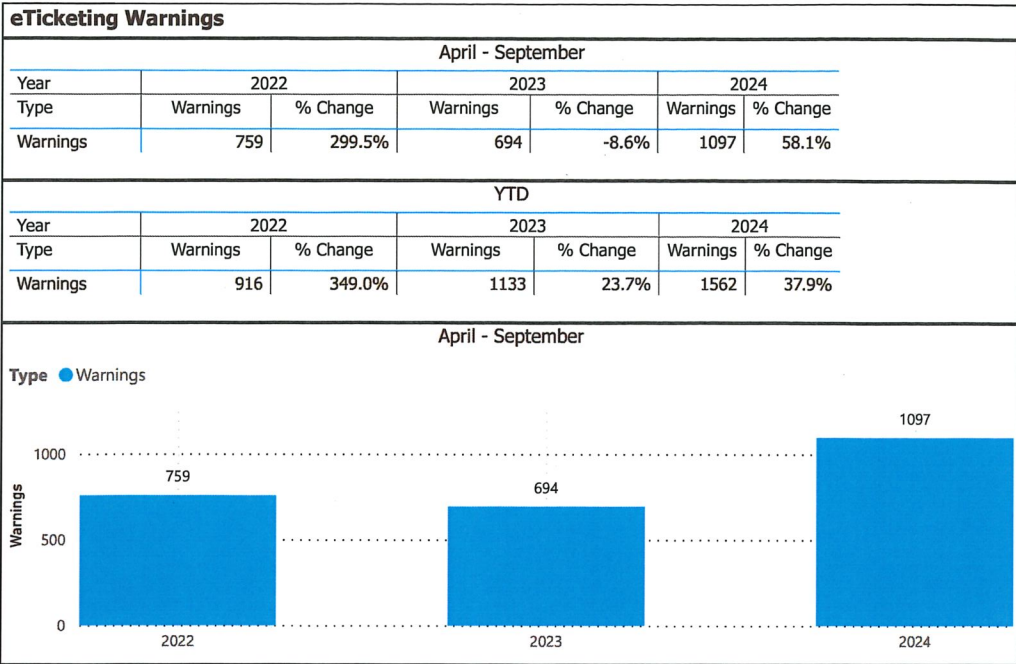 eTicketing Warnings
April - September
Year 2022 2023 2024
Type Warnings % Change Warnings % Change Warnings % Change
Warnings 759 299.5% 694 -8.6% 1097 58.1%
YTD
Year 2022 2023 2024
Type Warnings % Change Warnings % Change Warnings % Change
Warnings 916 349.0% 1133 23.7% 1562 37.9%
April - September
Type Warnings
1097
1000
759
694
Warnings
500
0
2022 2023 2024